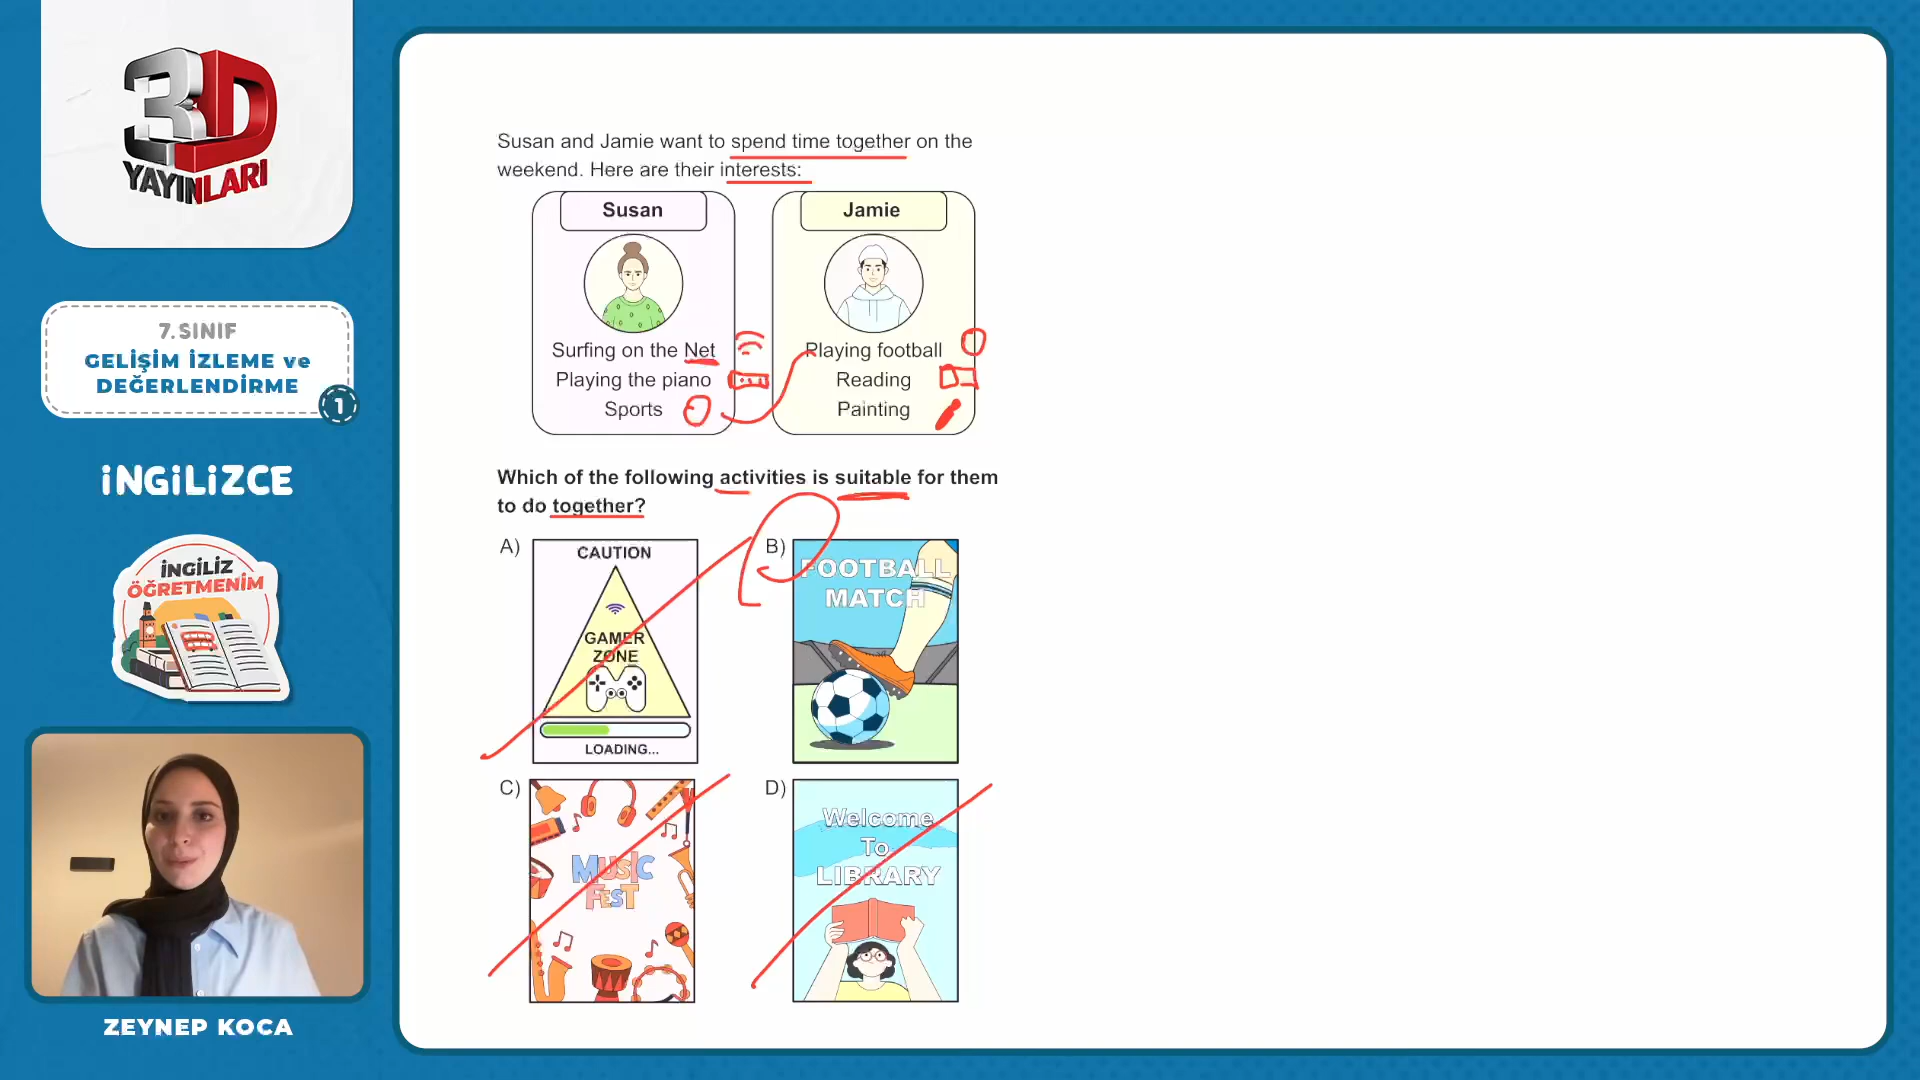 3D
YAYINLARI
7.SINIF
GELİŞİM İZLEME ve
DEĞERLENDİRME
1
İNGİLİZCE
İNGİLİZ
ÖĞRETMENİM
ZEYNEP KOCA
Susan and Jamie want to spend time together on the
weekend. Here are their interests:
Susan
Surfing on the Net
Playing the piano
Sports
Jamie
Playing football
Reading
Painting
Which of the following activities is suitable for them
to do together?
A)
CAUTION
GAMER
ZONE
LOADING...
B)
FOOTBALL
MATCH
C)
MUSIC
FEST
D)
Welcome
To
LIBRARY